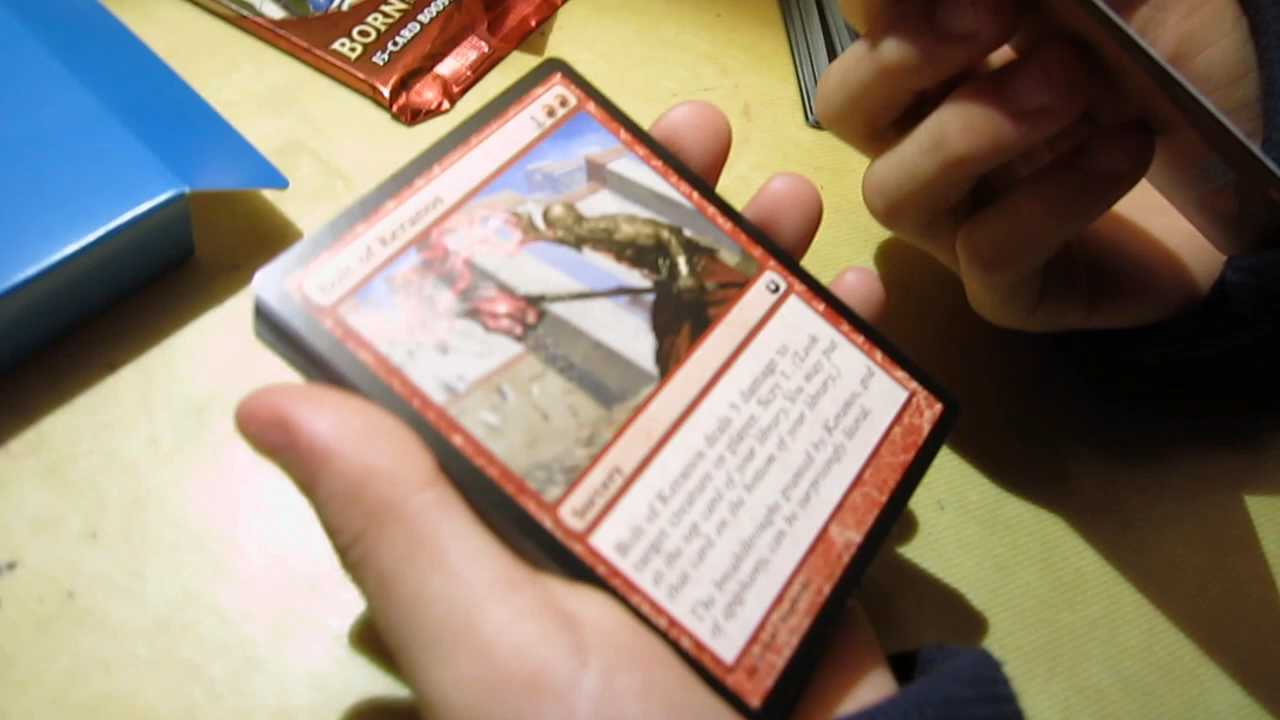 BORN
15-CARD BOOS
Bolt of Keranos
1
Sorcery
Bolt of Keranos deals 3 damage to
target creature or player. Scry 1. (Look
at the top card of your library. You may put
that card on the bottom of your library.)
The breakthroughs granted by Keranos, god
of epiphany, can be surprisingly literal.